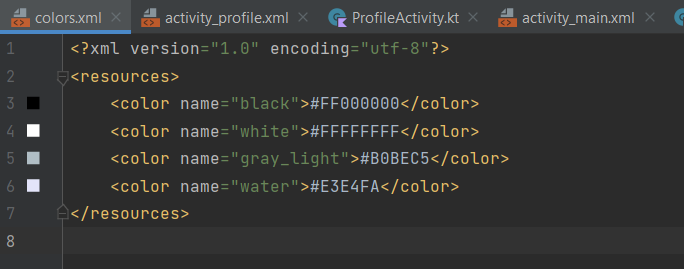 colors.xml activity_profile.xml ProfileActivity.kt activity_main.xml
1 <?xml version="1.0" encoding="utf-8"?>
2 <resources>
3     <color name="black">#FF000000</color>
4     <color name="white">#FFFFFFFF</color>
5     <color name="gray_light">#B0BEC5</color>
6     <color name="water">#E3E4FA</color>
7 </resources>
8